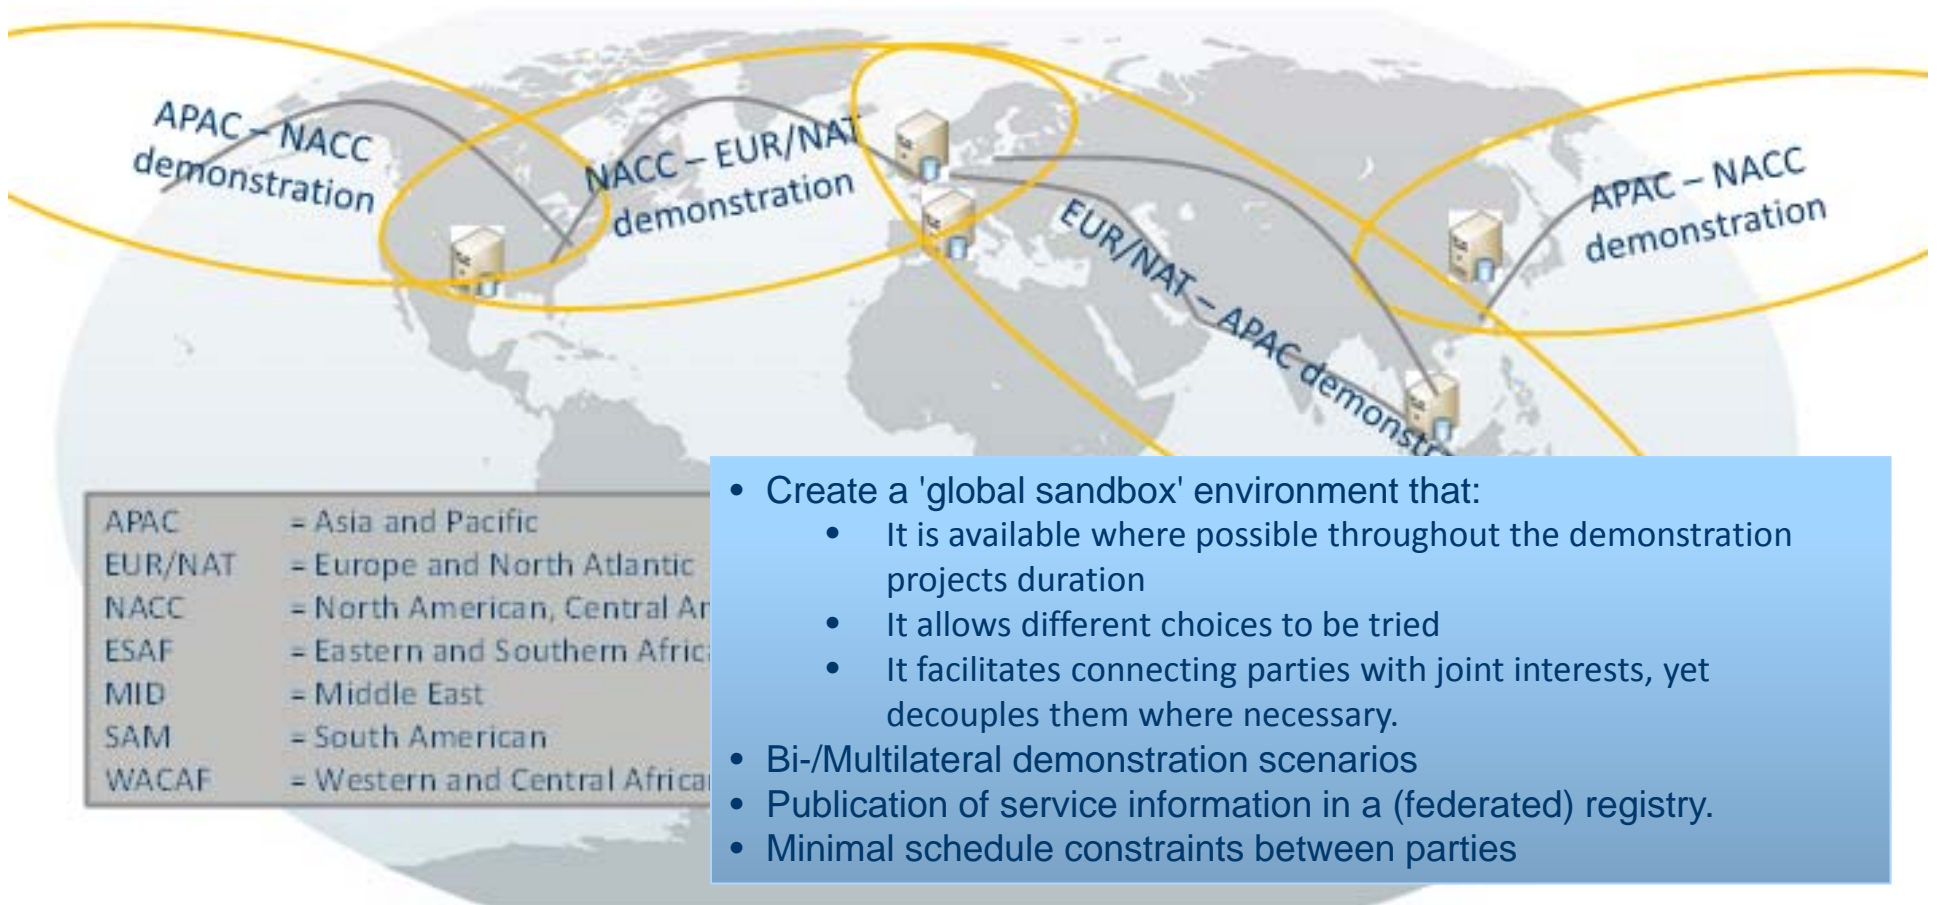 APAC – NACC
demonstration
NACC – EUR/NAT
demonstration
EUR/NAT – APAC
APAC – NACC
demonstration
APAC = Asia and Pacific
EUR/NAT = Europe and North Atlantic
NACC = North American, Central
ESAF = Eastern and Southern
MID = Middle East
SAM = South American
WACAF = Western and Central
• Create a 'global sandbox' environment that:
• It is available where possible throughout the demonstration
projects duration
• It allows different choices to be tried
• It facilitates connecting parties with joint interests, yet
decouples them where necessary.
• Bi-/Multilateral demonstration scenarios
• Publication of service information in a (federated) registry.
• Minimal schedule constraints between parties